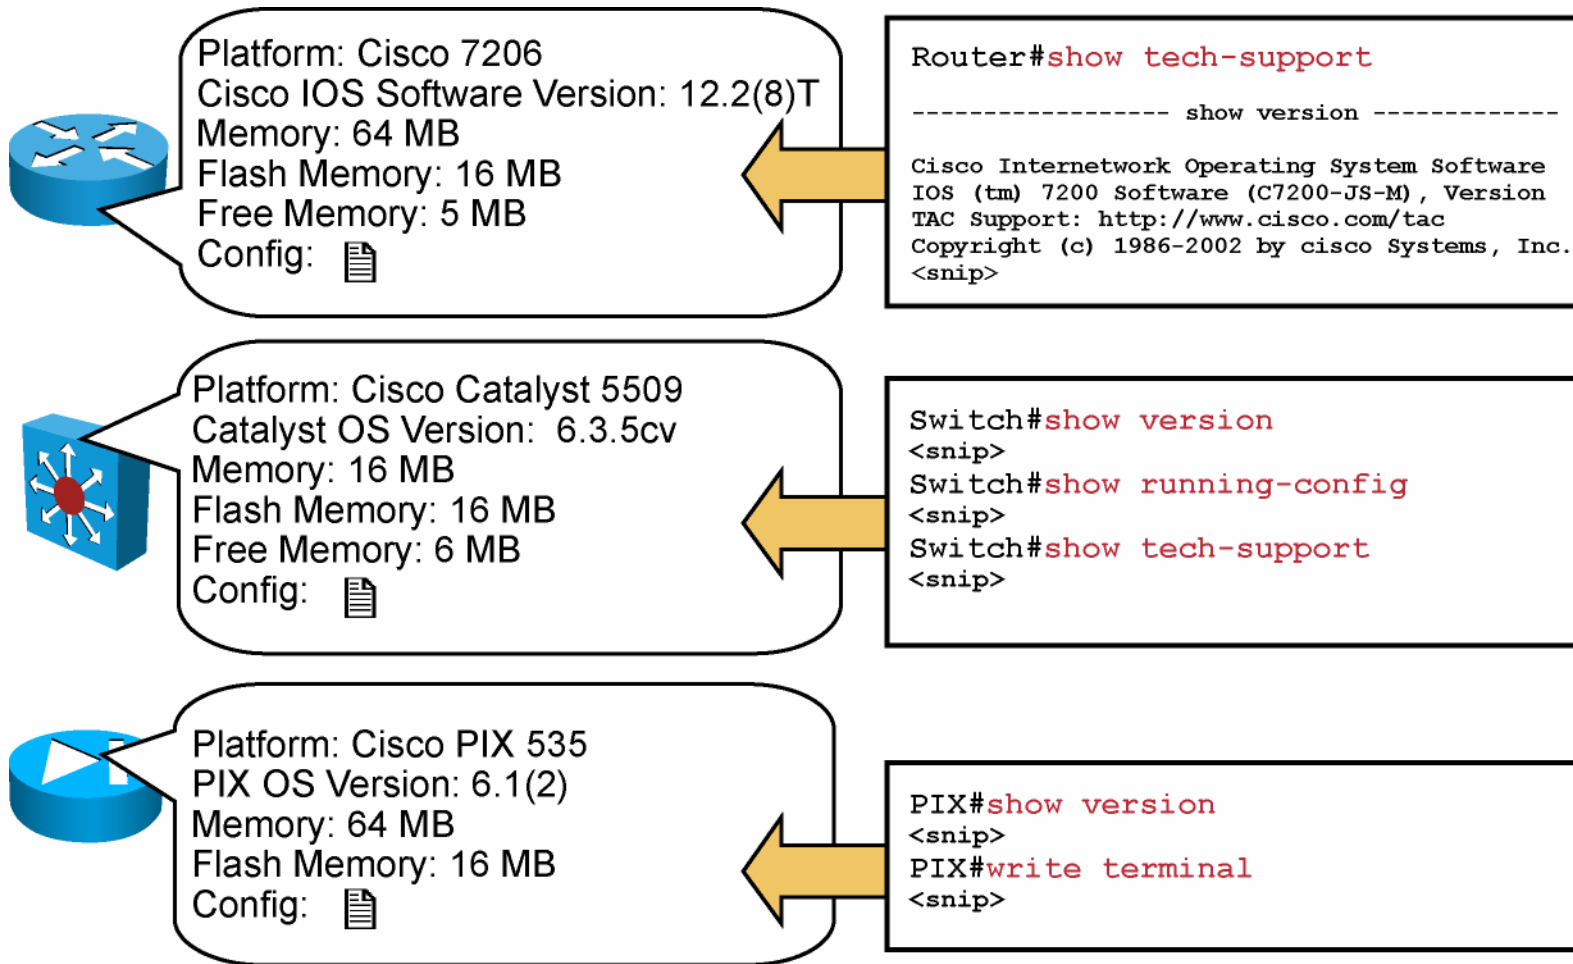 Platform: Cisco 7206
Cisco IOS Software Version: 12.2(8)T
Memory: 64 MB
Flash Memory: 16 MB
Free Memory: 5 MB
Config:
Router#show tech-support
------------------ show version -------------
Cisco Internetwork Operating System Software
IOS (tm) 7200 Software (C7200-JS-M), Version
TAC Support: http://www.cisco.com/tac
Copyright (c) 1986-2002 by cisco Systems, Inc.
<snip>
Platform: Cisco Catalyst 5509
Catalyst OS Version:  6.3.5cv
Memory: 16 MB
Flash Memory: 16 MB
Free Memory: 6 MB
Config:
Switch#show version
<snip>
Switch#show running-config
<snip>
Switch#show tech-support
<snip>
Platform: Cisco PIX 535
PIX OS Version: 6.1(2)
Memory: 64 MB
Flash Memory: 16 MB
Config:
PIX#show version
<snip>
PIX#write terminal
<snip>